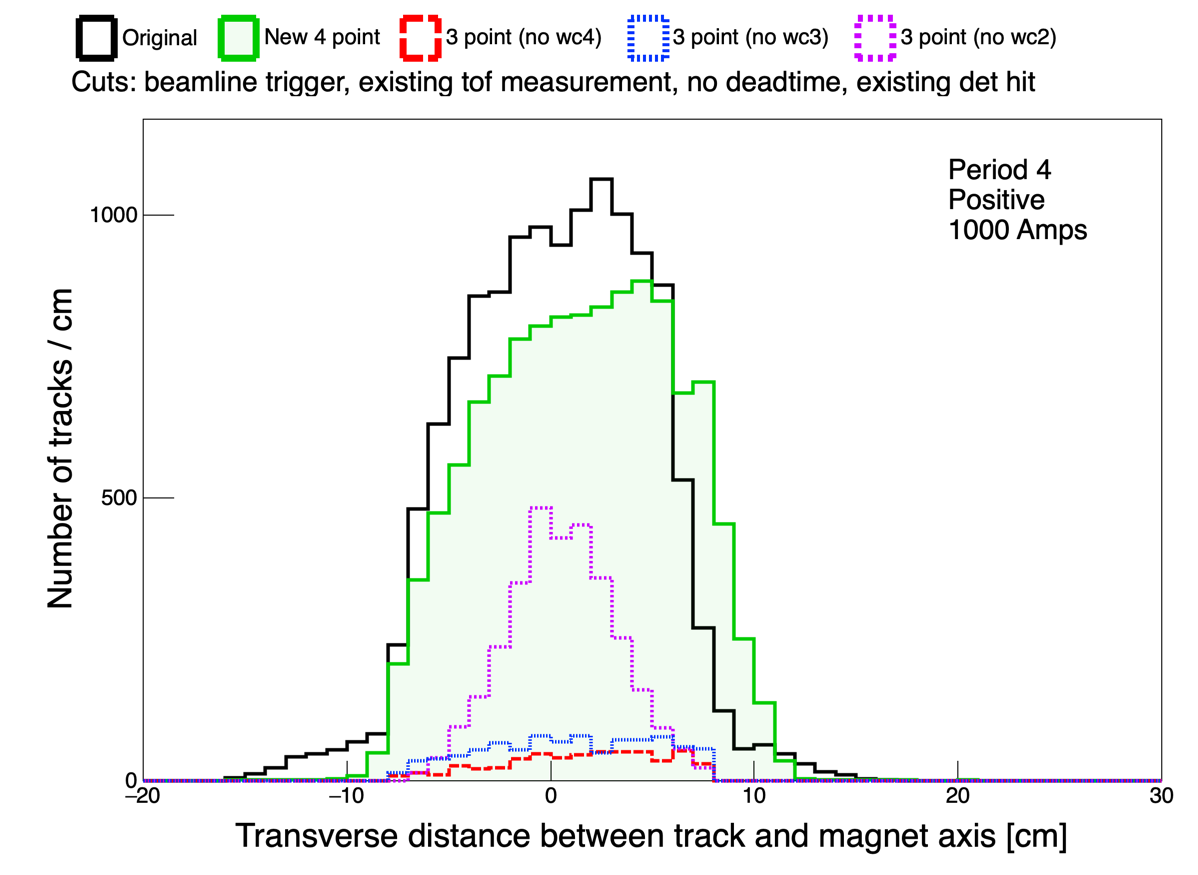 Original New 4 point 3 point (no wc4) 3 point (no wc3) 3 point (no wc2)
Cuts: beamline trigger, existing tof measurement, no deadtime, existing det hit
Period 4
Positive
1000 Amps
1000
500
0
Number of tracks / cm
−20 −10 0 10 20 30
Transverse distance between track and magnet axis [cm]